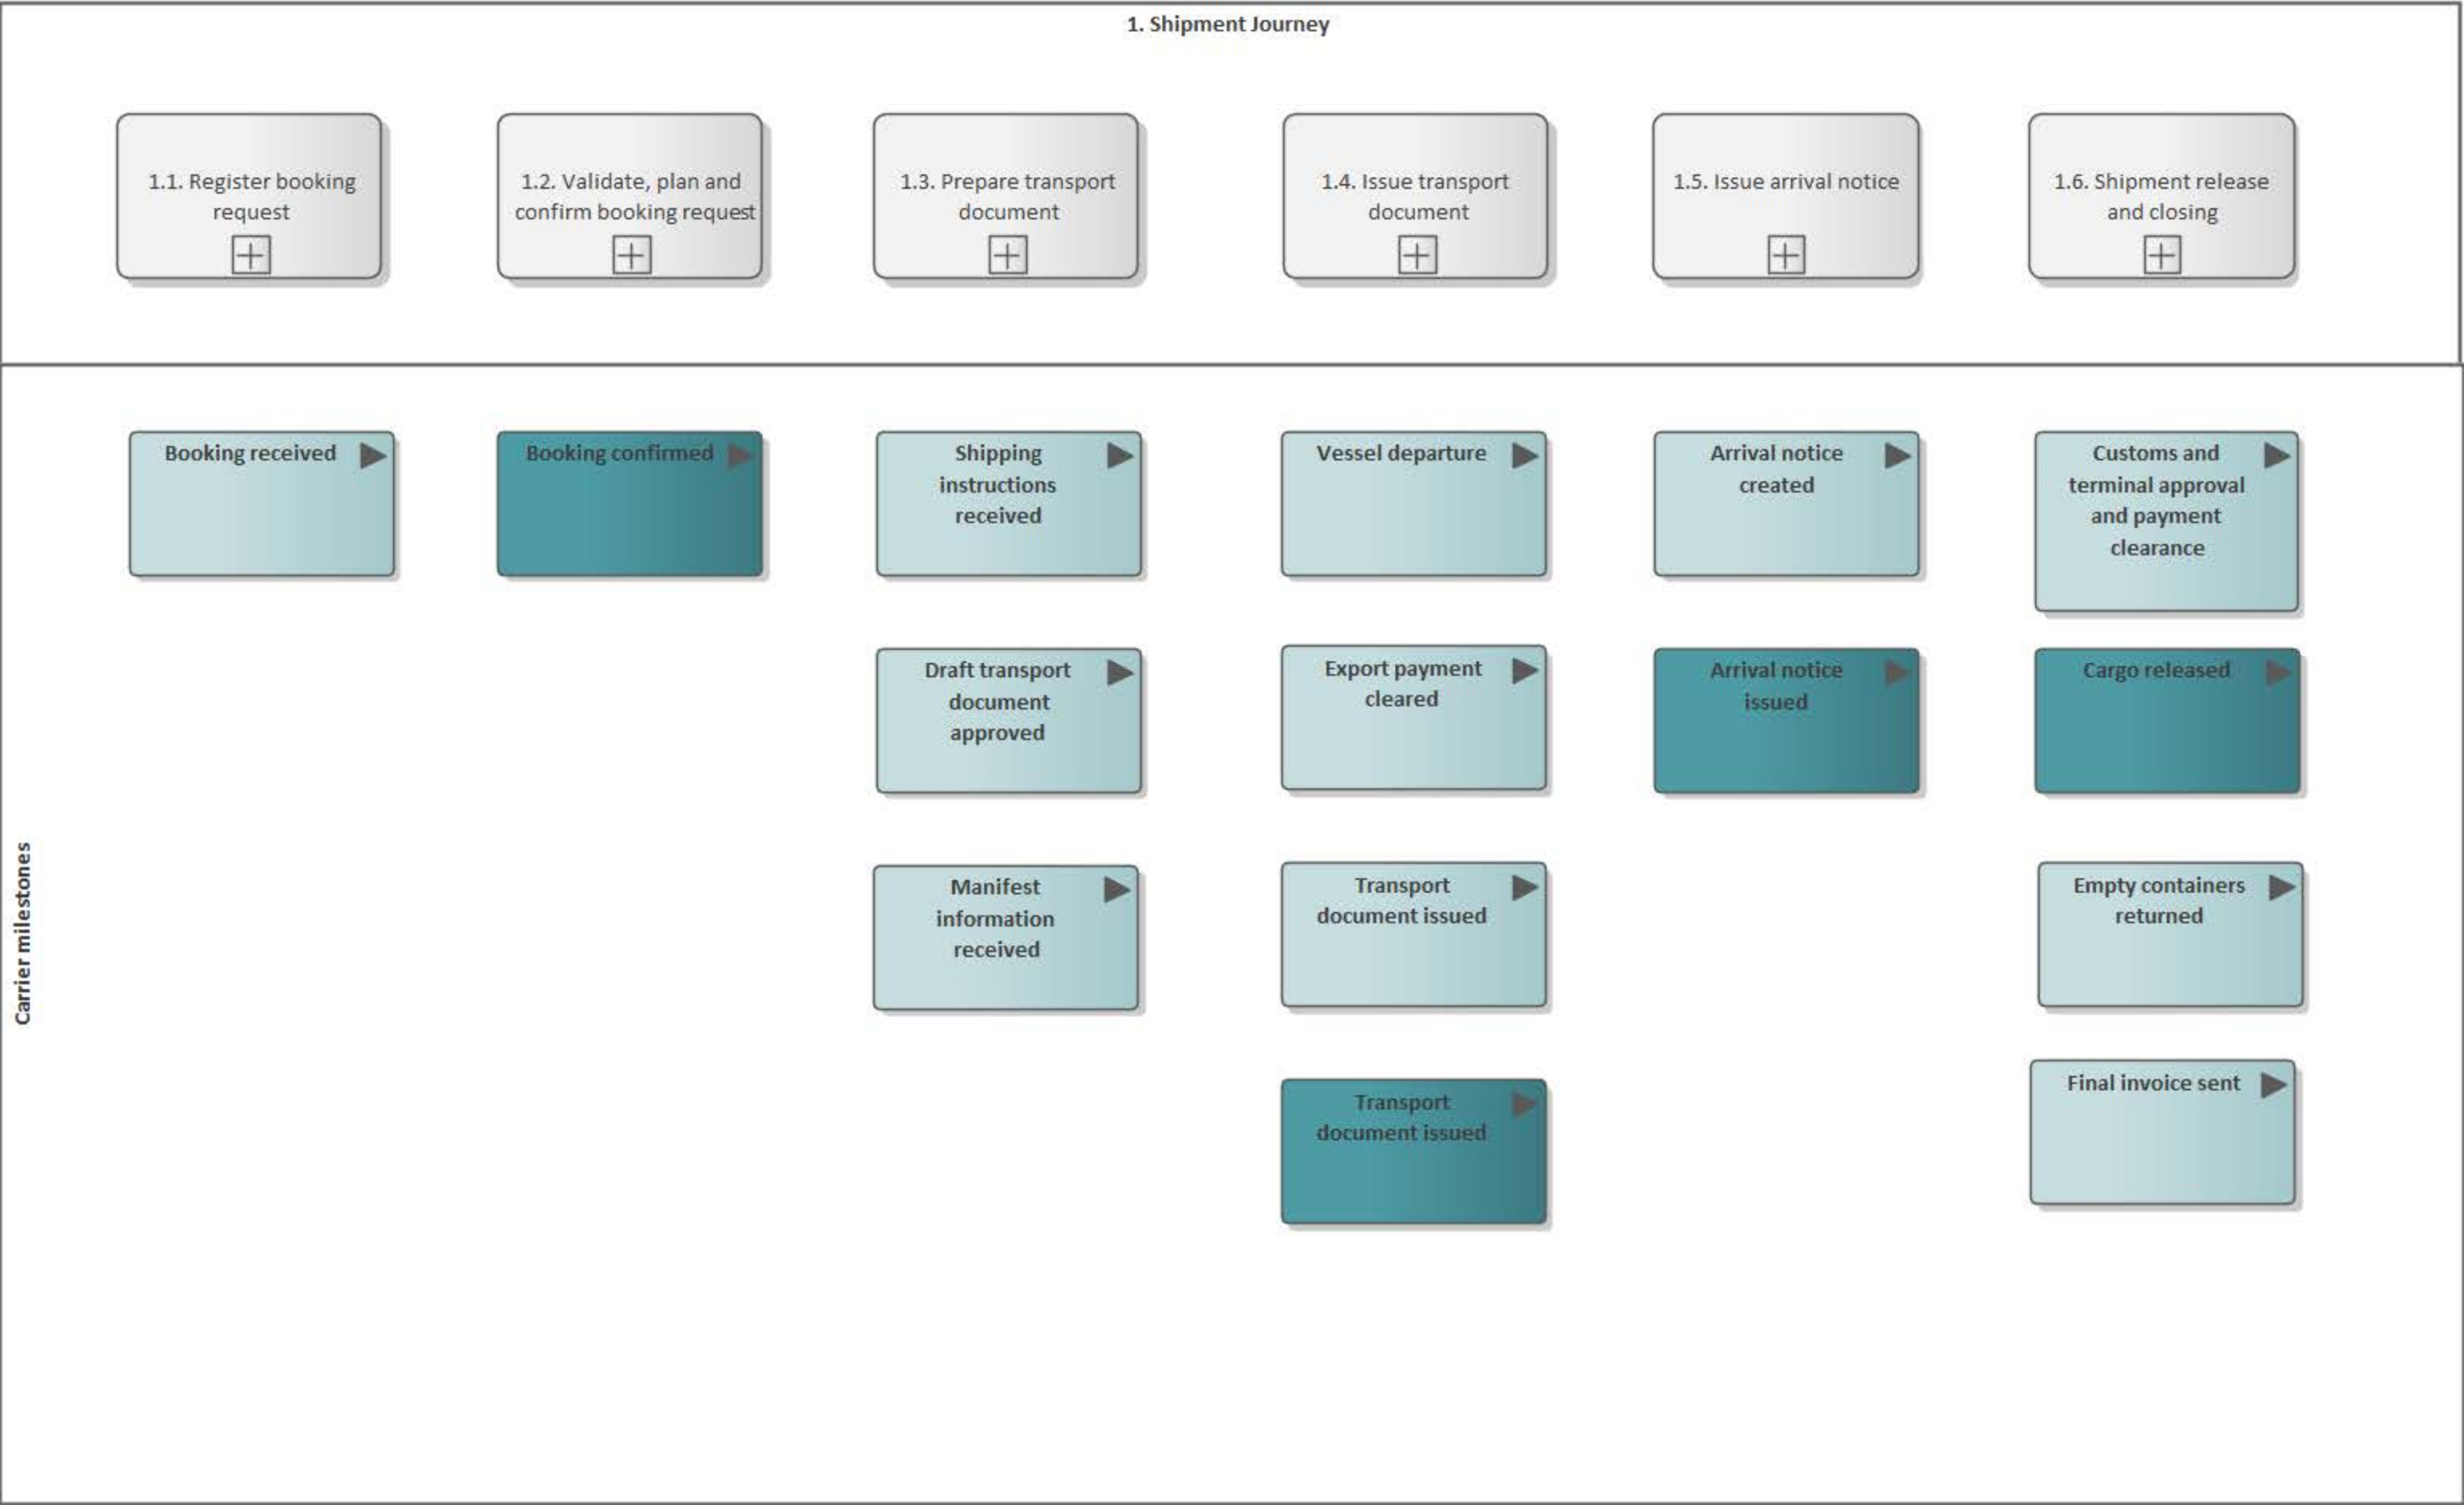 1. Shipment Journey
1.1. Register booking
request
1.2. Validate, plan and
confirm booking request
1.3. Prepare transport
document
1.4. Issue transport
document
1.5. Issue arrival notice
1.6. Shipment release
and closing
Carrier milestones
Booking received
Booking confirmed
Shipping
instructions
received
Vessel departure
Arrival notice
created
Customs and
terminal approval
and payment
clearance
Draft transport
document
approved
Export payment
cleared
Arrival notice
issued
Cargo released
Manifest
information
received
Transport
document issued
Empty containers
returned
Transport
document issued
Final invoice sent